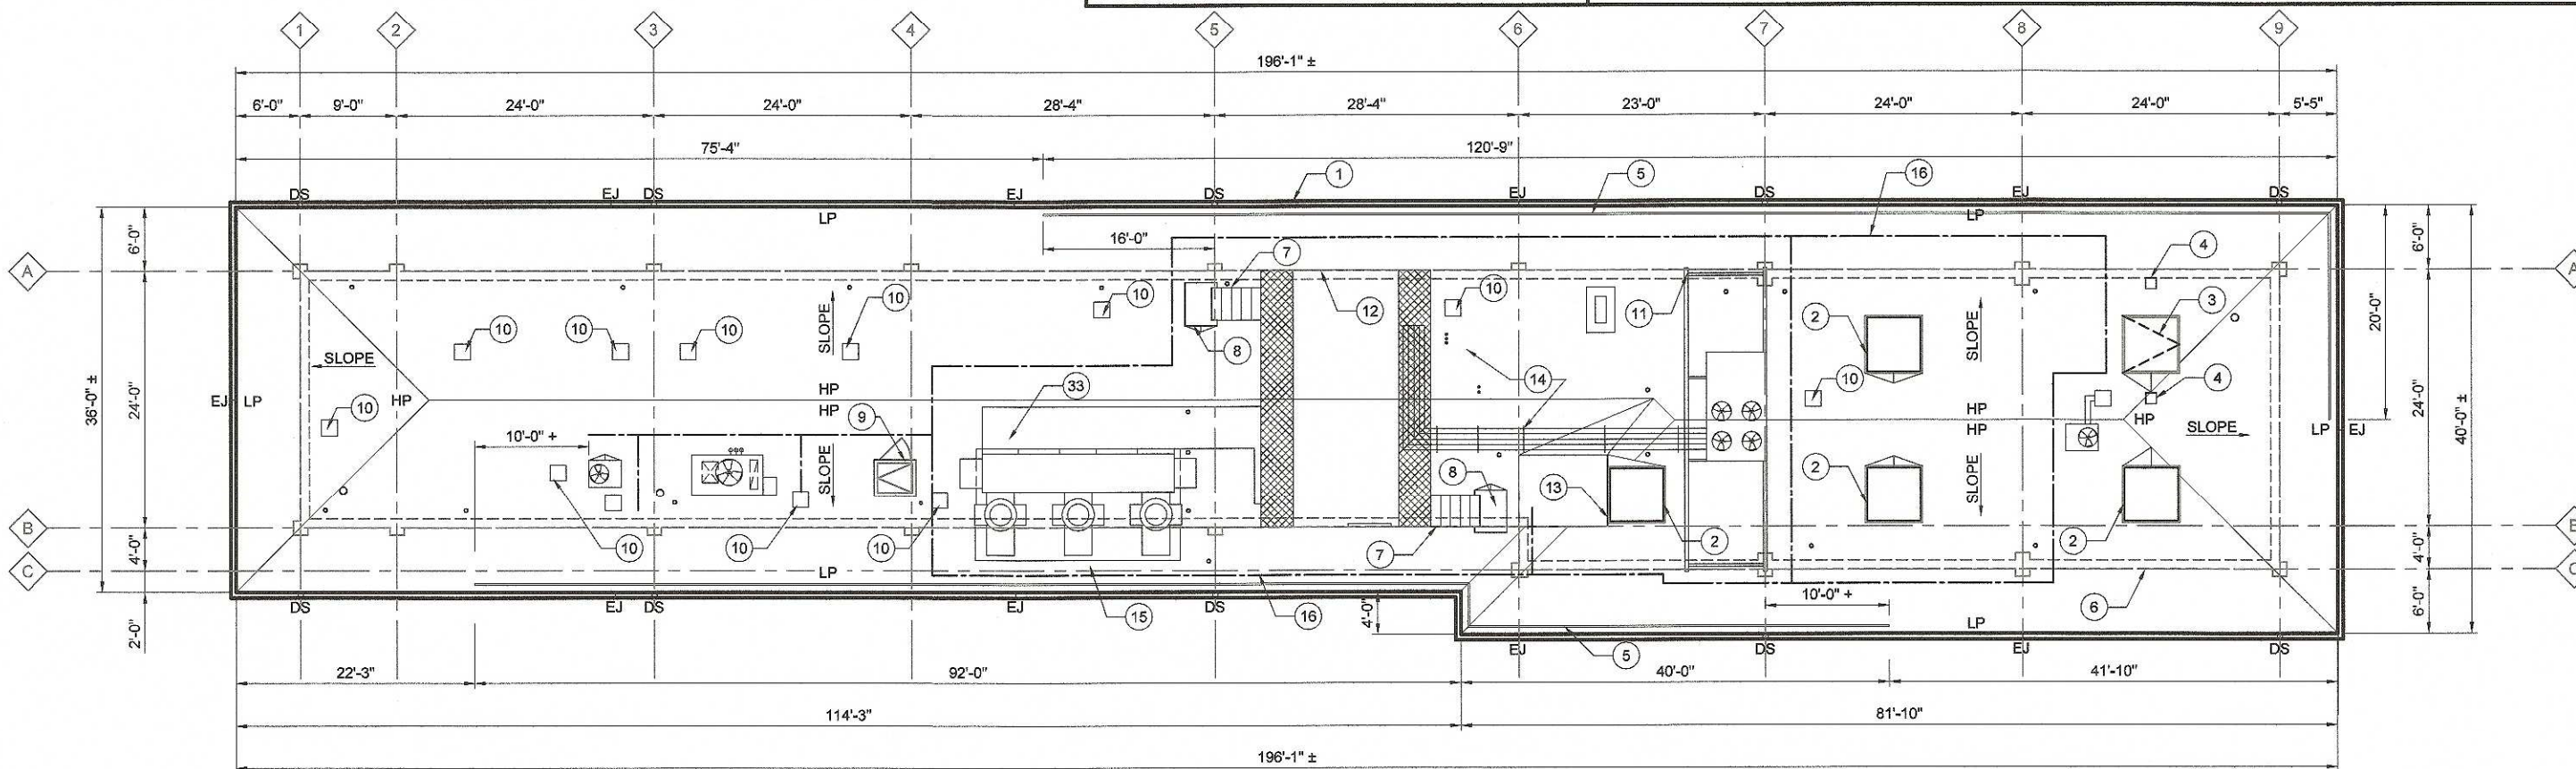 1 2 3 4 5 6 7 8 9
196'-1" ±
6'-0" 9'-0" 24'-0" 24'-0" 28'-4" 28'-4" 23'-0" 24'-0" 24'-0" 5'-5"
75'-4" 120'-9"
1 5 16
DS EJ DS EJ DS EJ DS EJ DS
LP LP
6'-0" 16'-0" 7 4 6'-0"
A A
10 10 3
10 10 10 10 8 12 11 2 20'-0"
SLOPE SLOPE SLOPE
36'-0" ± 24'-0" 33 14 10 4 24'-0" 40'-0" ±
EJ LP HP HP HP HP
10 9 HP HP SLOPE LP EJ
10'-0" +
SLOPE 8 13 2 SLOPE
B B
10 10 10 7 2 2
4'-0" 4'-0"
C LP C
DS EJ DS EJ 15 DS 16 4'-0" 10'-0" + 6 6'-0"
2'-0" LP
EJ 5 DS EJ DS
22'-3" 92'-0" 40'-0" 41'-10"
114'-3" 81'-10"
196'-1" ±